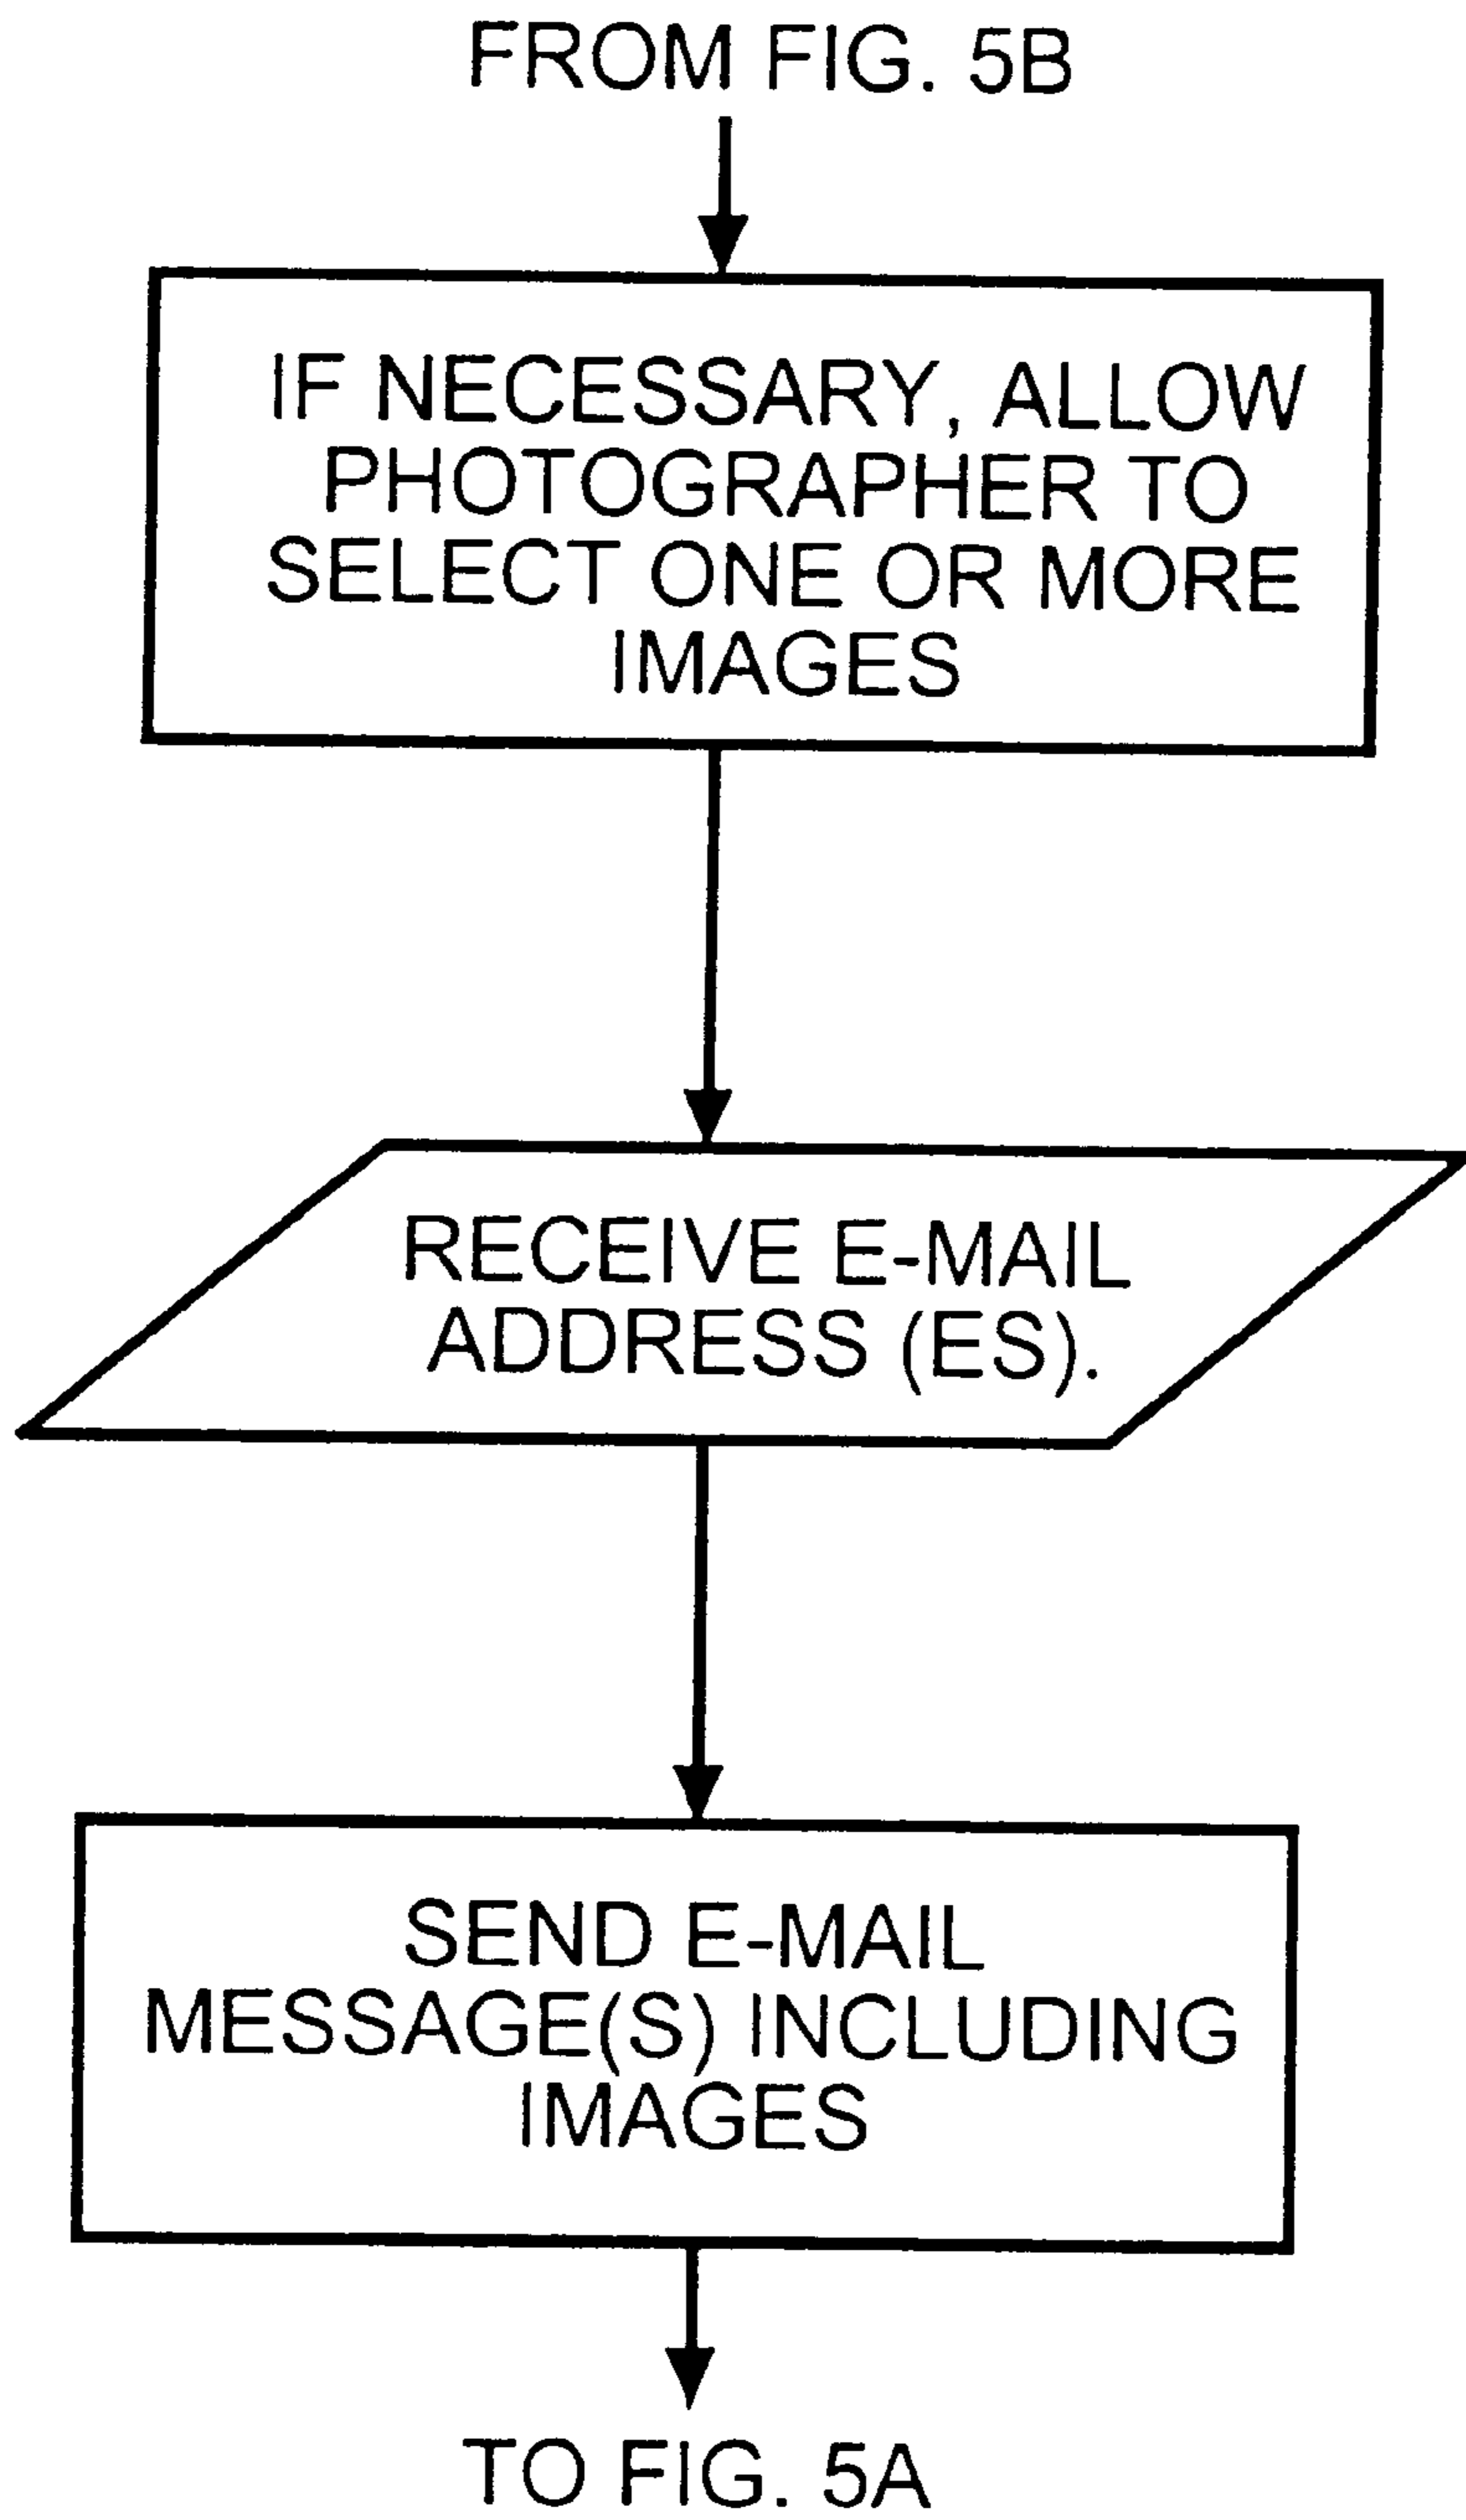 FROM FIG. 5B
IF NECESSARY, ALLOW
PHOTOGRAPHER TO
SELECT ONE OR MORE
IMAGES
RECEIVE E-MAIL
ADDRESS (ES).
SEND E-MAIL
MESSAGE(S) INCLUDING
IMAGES
TO FIG. 5A